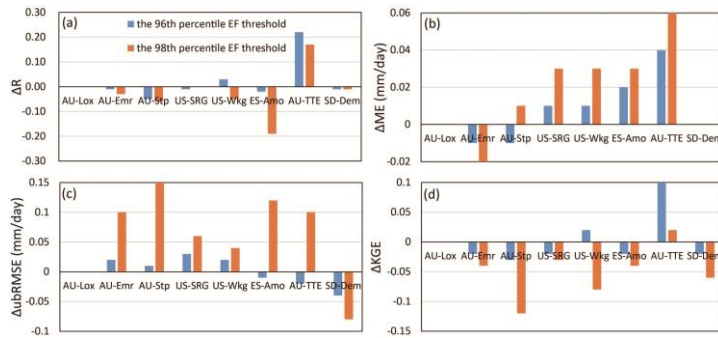 (a)
the 96th percentile EF threshold
the 98th percentile EF threshold
0.30
0.20
0.10
0.00
0.10
0.20
0.30
ΔR
AU-Lox AU-Emr AU-Stp US-SRG US-Wkg ES-Amo AU-TTE SD-Dem
(b)
0.06
0.04
0.02
0
-0.02
ΔME (mm/day)
AU-Lox AU-Emr AU-Stp US-SRG US-Wkg ES-Amo AU-TTE SD-Dem
(c)
0.15
0.1
0.05
0
-0.05
-0.1
ΔubRMSE (mm/day)
AU-Lox AU-Emr AU-Stp US-SRG US-Wkg ES-Amo AU-TTE SD-Dem
(d)
0.1
0.05
0
-0.05
-0.1
-0.15
ΔKGE
AU-Lox AU-Emr AU-Stp US-SRG US-Wkg ES-Amo AU-TTE SD-Dem